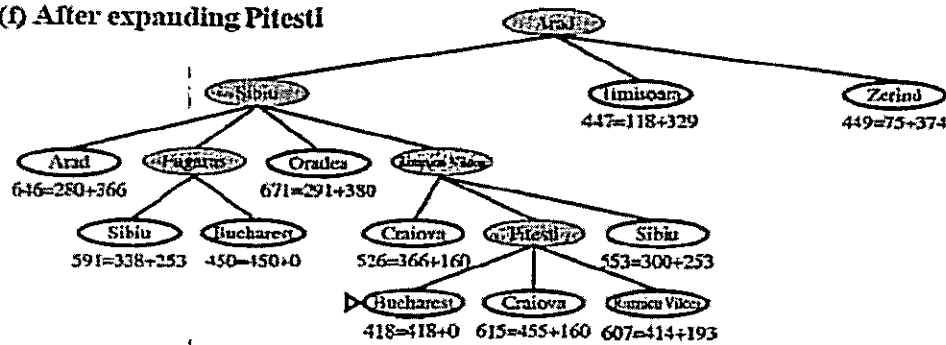 (f) After expanding Pitesti
Arad
Sibiu
Timisoara
Zerind
447=118+329
449=75+374
Arad
Fagaras
Oradea
Rimnicu Vilcea
646=280+366
671=291+380
Sibiu
Bucharest
Craiova
Pitesti
Sibiu
591=338+253
450=450+0
526=366+160
553=300+253
Bucharest
Craiova
Rimnicu Vilcea
418=418+0
615=455+160
607=414+193